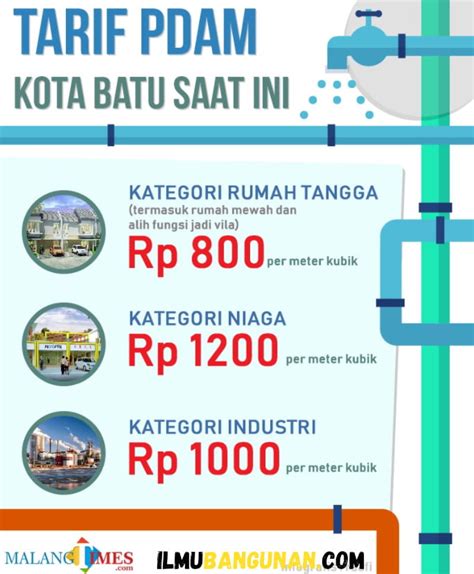 TARIF PDAM
KOTA BATU SAAT INI
KATEGORI RUMAH TANGGA
(termasuk rumah mewah dan
alih fungsi jadi vila)
Rp 800 per meter kubik
KATEGORI NIAGA
Rp 1200 per meter kubik
KATEGORI INDUSTRI
Rp 1000 per meter kubik
MALANGTIMES
.com
ILMUBANGUNAN.COM